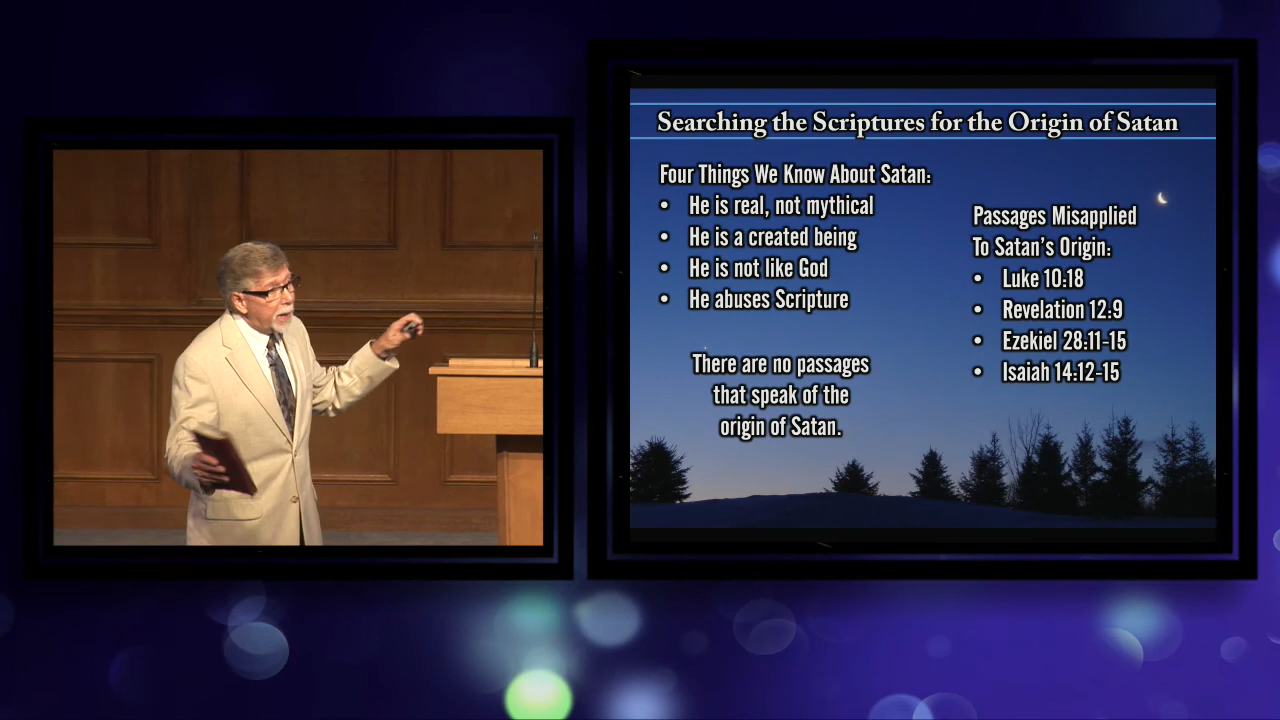 Searching the Scriptures for the Origin of Satan
Four Things We Know About Satan:
• He is real, not mythical
• He is a created being
• He is not like God
• He abuses Scripture
There are no passages
that speak of the
origin of Satan.
Passages Misapplied
To Satan's Origin:
• Luke 10:18
• Revelation 12:9
• Ezekiel 28:11-15
• Isaiah 14:12-15